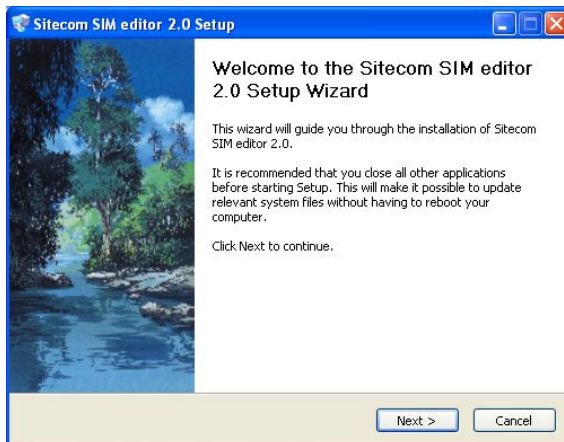 Sitecom SIM editor 2.0 Setup
Welcome to the Sitecom SIM editor
2.0 Setup Wizard
This wizard will guide you through the installation of Sitecom
SIM editor 2.0.
It is recommended that you close all other applications
before starting Setup. This will make it possible to update
relevant system files without having to reboot your
computer.
Click Next to continue.
Next >
Cancel